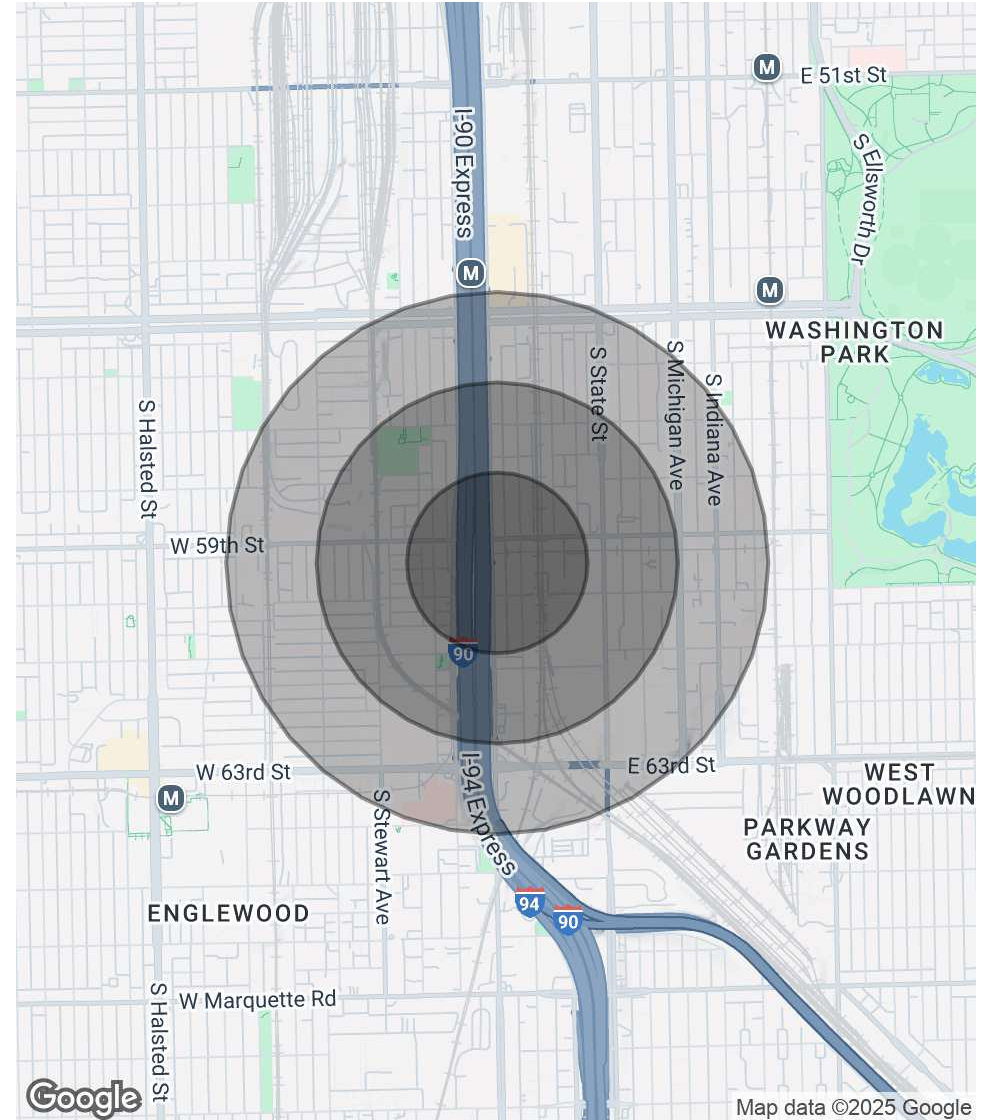 M
E 51st St
I-90 Express
S Ellsworth Dr
M
M
WASHINGTON
PARK
S Halsted St
S State St
S Michigan Ave
S Indiana Ave
W 59th St
90
W 63rd St
E 63rd St
M
I-94 Express
S Stewart Ave
WEST
WOODLAWN
PARKWAY
GARDENS
94
90
ENGLEWOOD
S Halsted St
W Marquette Rd
Google
Map data ©2025 Google